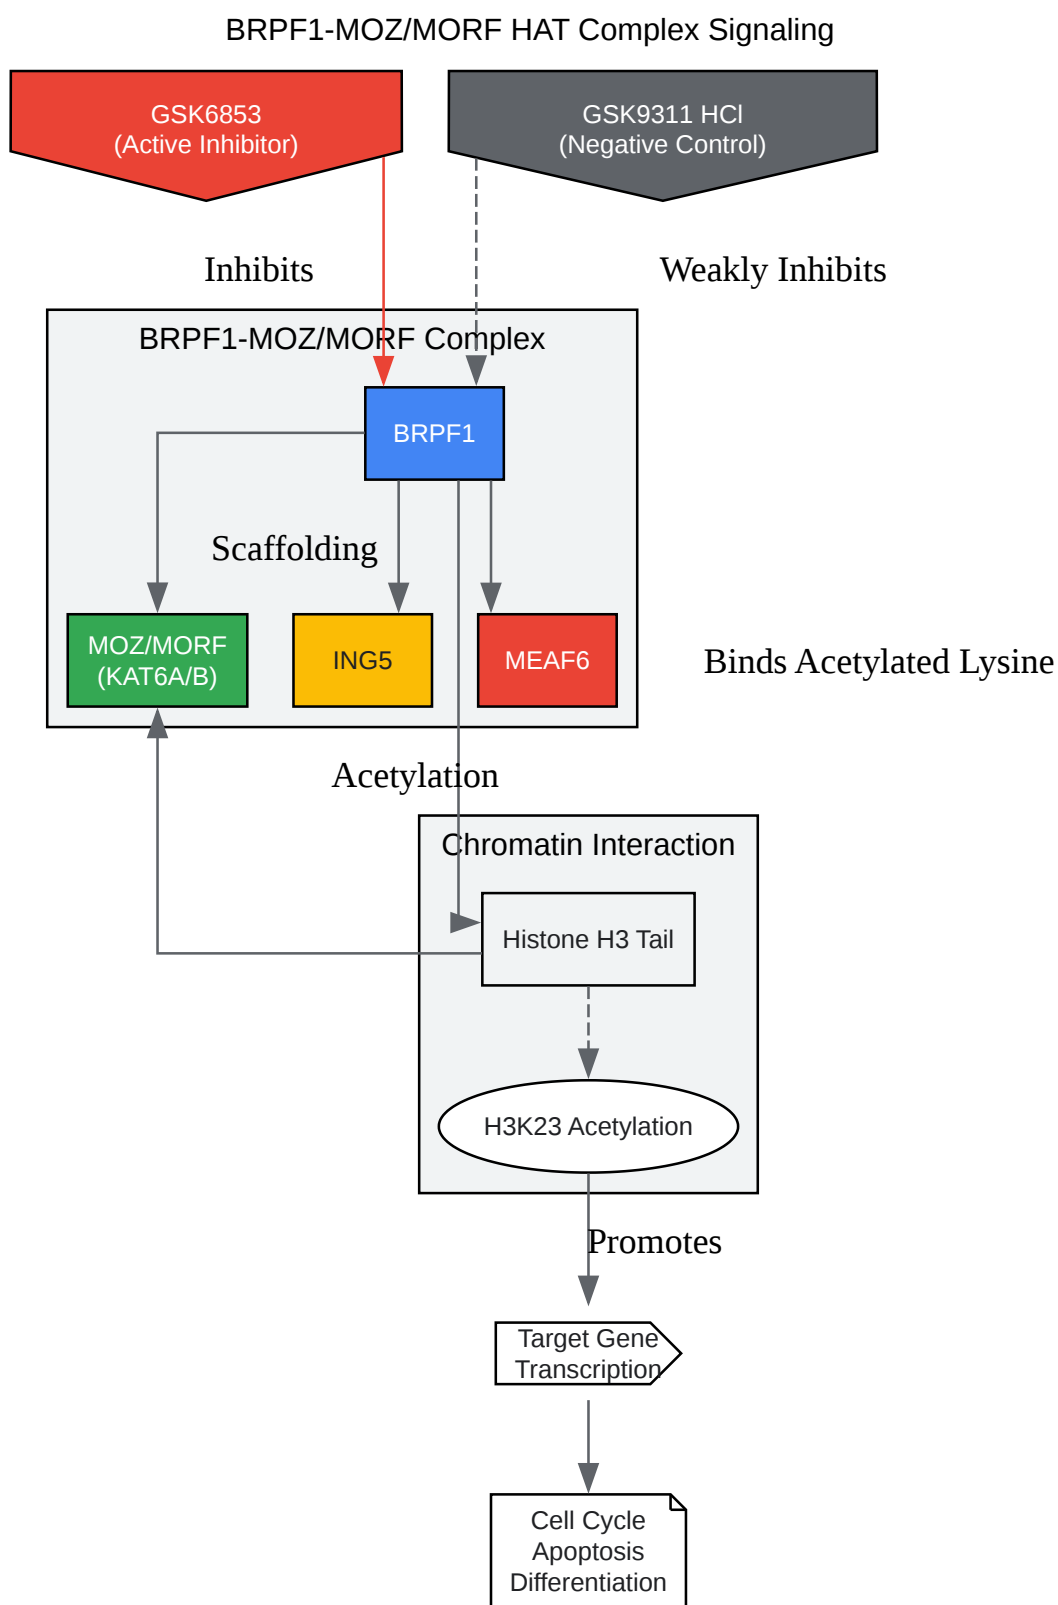 BRPF1-MOZ/MORF HAT Complex Signaling
GSK6853
(Active Inhibitor)
GSK9311 HCl
(Negative Control)
Inhibits
Weakly Inhibits
BRPF1-MOZ/MORF Complex
BRPF1
Scaffolding
MOZ/MORF
(KAT6A/B)
ING5
MEAF6
Binds Acetylated Lysine
Acetylation
Chromatin Interaction
Histone H3 Tail
H3K23 Acetylation
Promotes
Target Gene
Transcription
Cell Cycle
Apoptosis
Differentiation